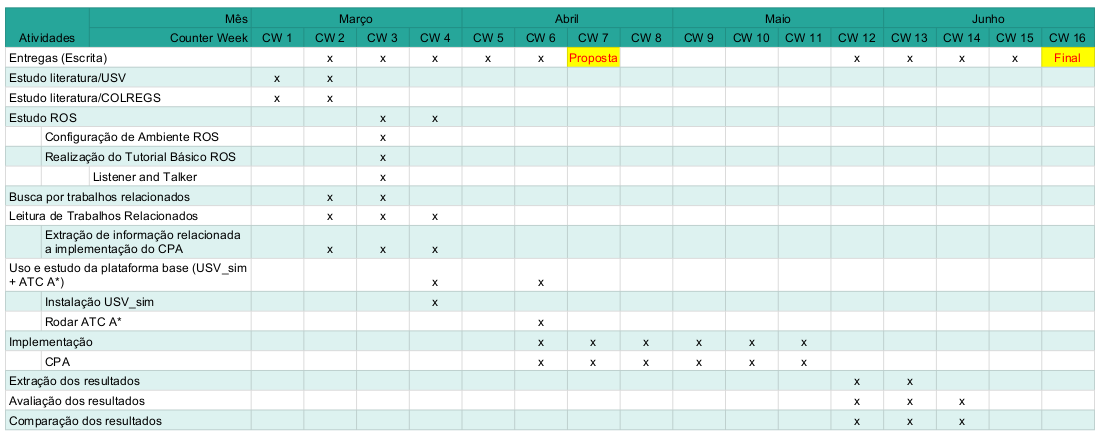 Mês Março Abril Maio Junho
Atividades Counter Week CW 1 CW 2 CW 3 CW 4 CW 5 CW 6 CW 7 CW 8 CW 9 CW 10 CW 11 CW 12 CW 13 CW 14 CW 15 CW 16
Entregas (Escrita) x x x x x Proposta x x x x Final
Estudo literatura/USV x x
Estudo literatura/COLREGS x x
Estudo ROS x x
Configuração de Ambiente ROS x
Realização do Tutorial Básico ROS x
Listener and Talker x
Busca por trabalhos relacionados x x
Leitura de Trabalhos Relacionados x x x
Extração de informação relacionada
a implementação do CPA x x x
Uso e estudo da plataforma base (USV_sim
+ ATC A*) x x
Instalação USV_sim x
Rodar ATC A* x
Implementação x x x x x x
CPA x x x x x x
Extração dos resultados x x
Avaliação dos resultados x x x
Comparação dos resultados x x x